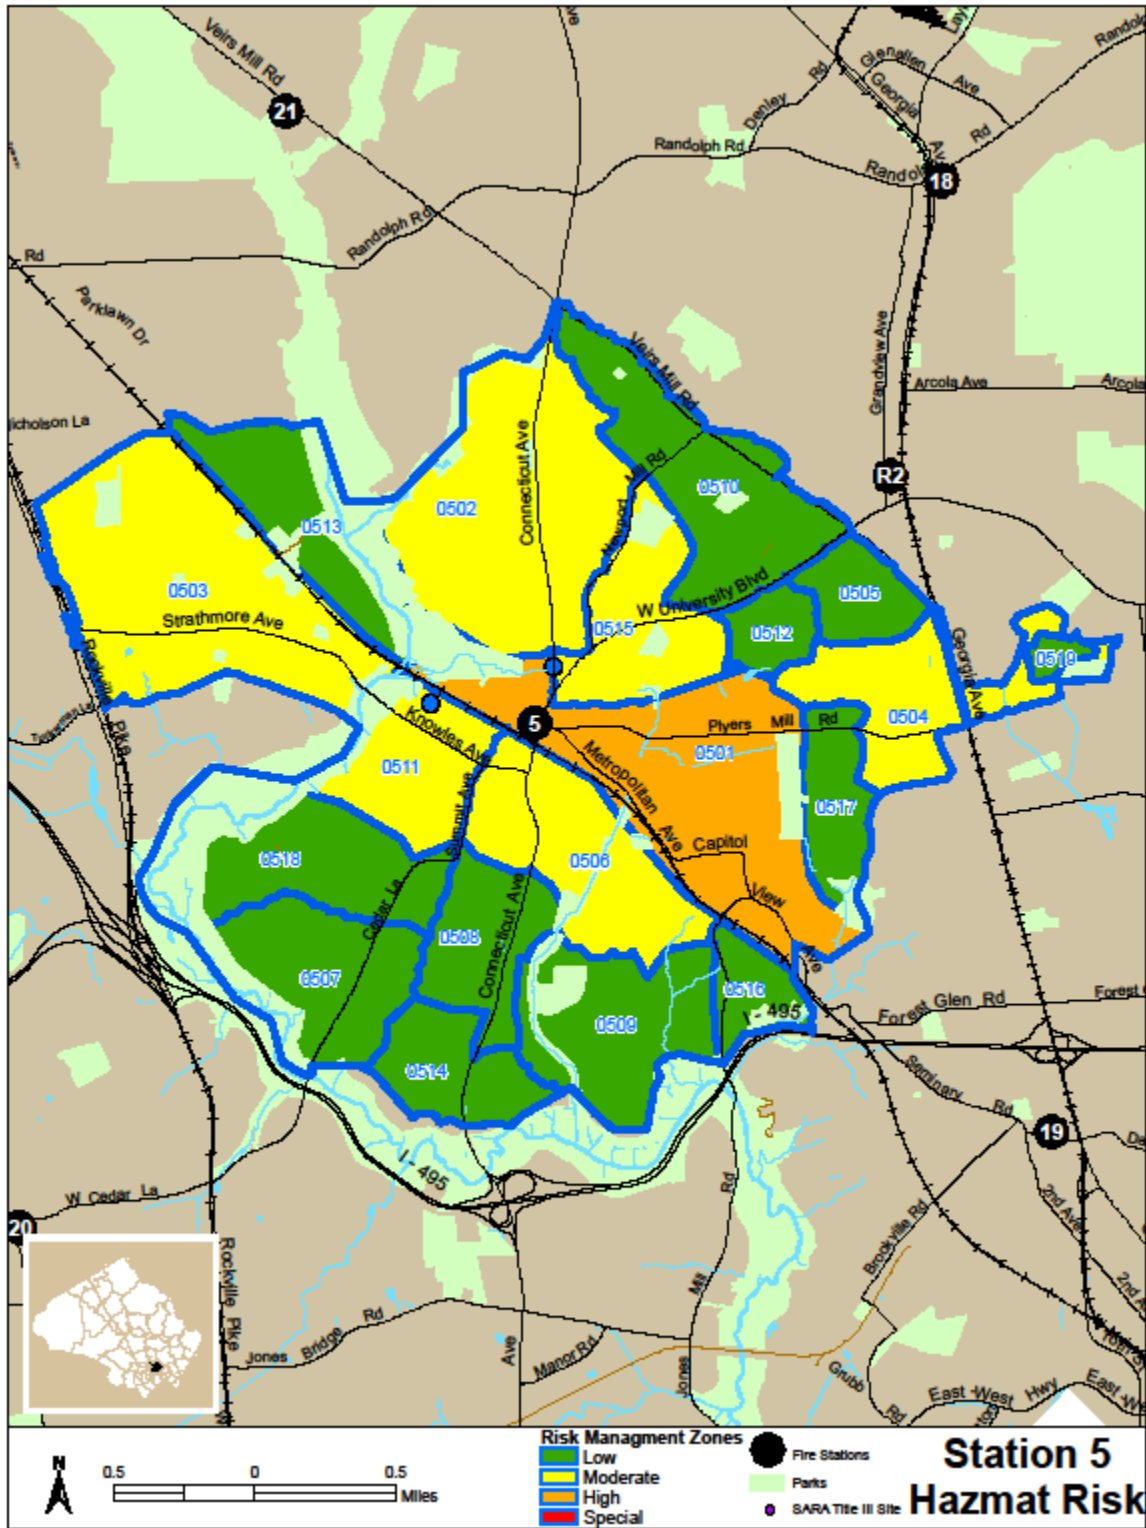 Ave
Veirs Mill Rd
21
Denley
Rd
Glenallen
Ave
Georgia
Ave
Rd
Randolph Rd
18
Randolph Rd
Rd
Parklawn Dr
Veirs Mill Rd
Grandview Ave
Arcola Ave
Nicholson La
Connecticut Ave
R2
Newport Mill Rd
0510
0502
0513
0503
Strathmore Ave
W University Blvd
0505
0515
0512
0519
Rockville Pike
Georgia Ave
5
Plyers Mill Rd
0504
Knowles Ave
Metropolitan
Ave
0501
0511
Summit Ave
0517
Capitol
View
Ave
0506
0518
Cedar La
0508
Connecticut Ave
0507
0516
I - 495
0509
Forest Glen Rd
0514
Seminary
Rd
19
I - 495
W Cedar La
Rd
2nd Ave
20
Brookville Rd
2nd A
Rockville Pike
Mil
Jones Bridge Rd
Ave
Manor Rd
Jones
Grubb
Rd
East -West Hwy
N
0.5 0 0.5
Miles
Risk Managment Zones
Low
Moderate
High
Special
Fire Stations
Parks
SARA Title III Site
Station 5
Hazmat Risk